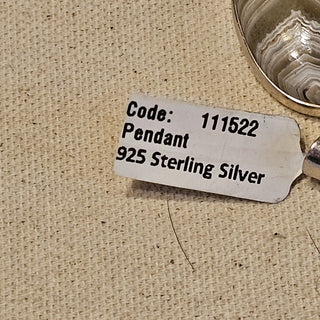 Code: 111522
Pendant
925 Sterling Silver